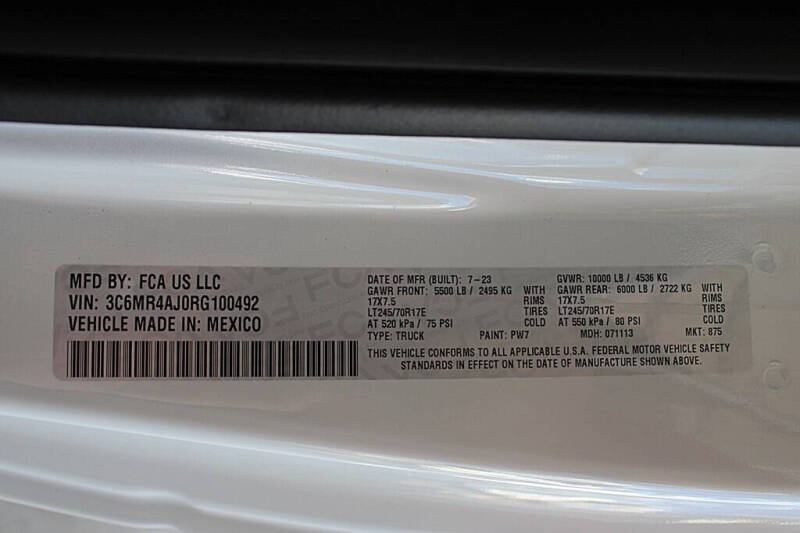 MFD BY: FCA US LLC
VIN: 3C6MR4AJ0RG100492
VEHICLE MADE IN: MEXICO
DATE OF MFR (BUILT): 7-23 GVWR: 10000 LB / 4536 KG
GAWR FRONT: 5500 LB / 2495 KG WITH GAWR REAR: 6000 LB / 2722 KG WITH
17X7.5 RIMS 17X7.5 RIMS
LT245/70R17E TIRES LT245/70R17E TIRES
AT 520 kPa / 75 PSI COLD AT 550 kPa / 80 PSI COLD
TYPE: TRUCK PAINT: PW7 MDH: 071113 MKT: 875
THIS VEHICLE CONFORMS TO ALL APPLICABLE U.S.A. FEDERAL MOTOR VEHICLE SAFETY
STANDARDS IN EFFECT ON THE DATE OF MANUFACTURE SHOWN ABOVE.